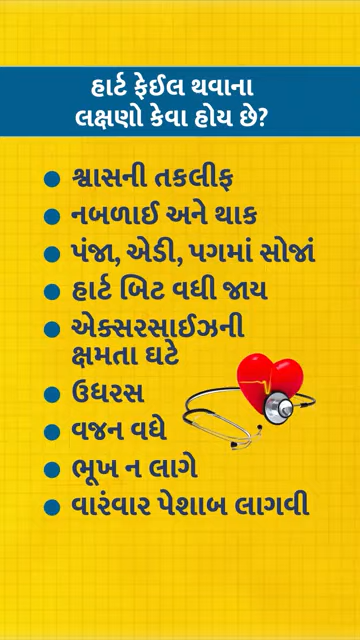 હાર્ટ ફેઈલ થવાના
લક્ષણો કેવા હોય છે?
શ્વાસની તકલીફ
નબળાઈ અને થાક
પંજા, એડી, પગમાં સોજાં
હાર્ટ બિટ વધી જાય
એક્સરસાઈઝની
ક્ષમતા ઘટે
ઉધરસ
વજન વધે
ભૂખ ન લાગે
વારંવાર પેશાબ લાગવી